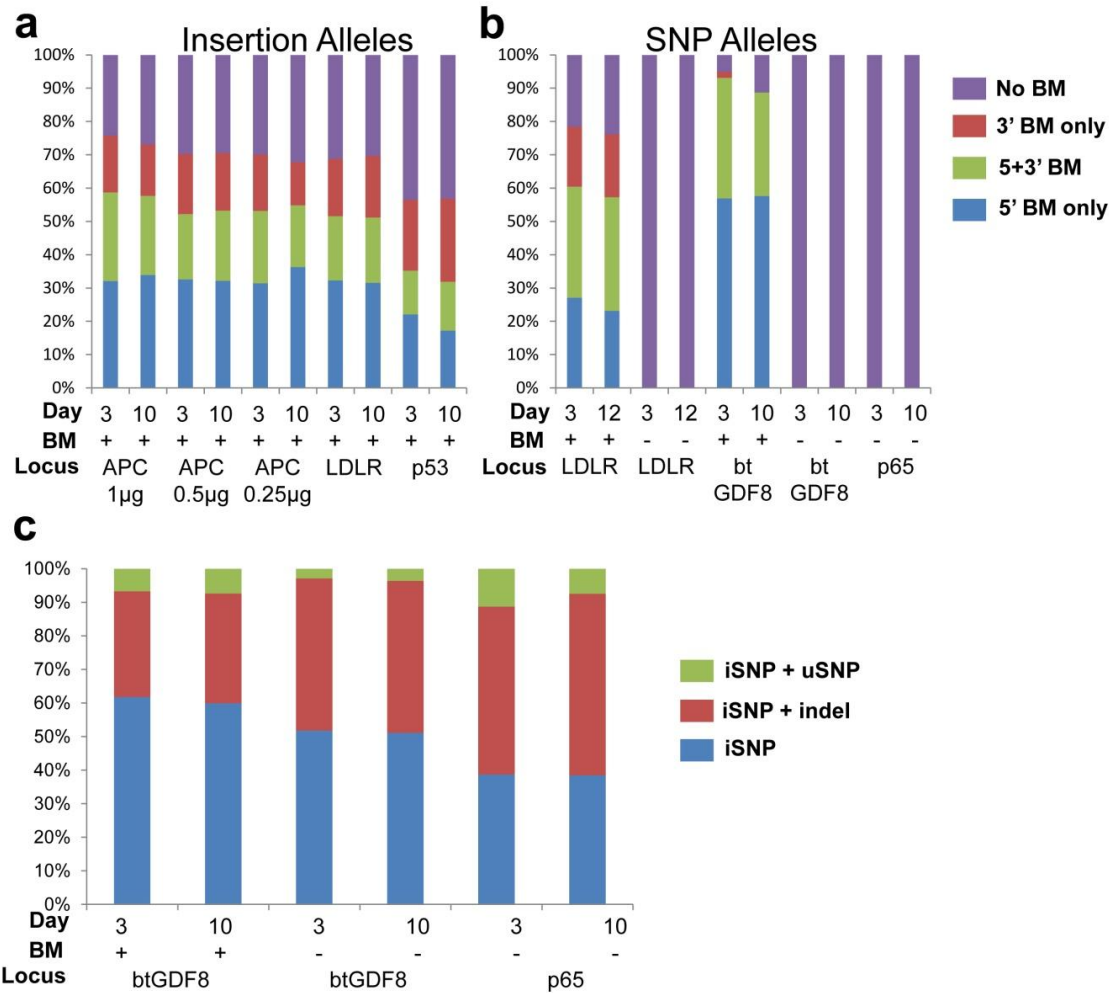 a
Insertion Alleles
100%
90%
80%
70%
60%
50%
40%
30%
20%
10%
0%
Day 3 10 3 10 3 10 3 10 3 10
BM + + + + + + + + + +
Locus APC APC APC LDLR p53
1µg 0.5µg 0.25µg
b
SNP Alleles
100%
90%
80%
70%
60%
50%
40%
30%
20%
10%
0%
Day 3 12 3 12 3 10 3 10 3 10
BM + + - - + + - - - -
Locus LDLR LDLR bt bt p65
GDF8 GDF8
No BM
3’ BM only
5+3’ BM
5’ BM only
c
100%
90%
80%
70%
60%
50%
40%
30%
20%
10%
0%
Day 3 10 3 10 3 10
BM + + - - - -
Locus btGDF8 btGDF8 p65
iSNP + uSNP
iSNP + indel
iSNP